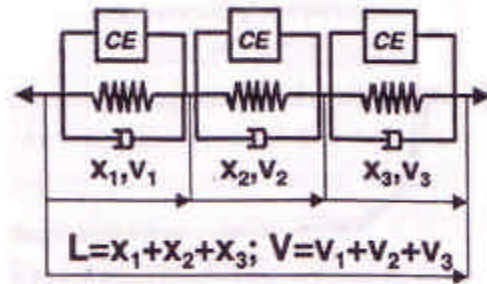 CE CE CE
x₁,v₁ x₂,v₂ x₃,v₃
L=x₁+x₂+x₃; V=v₁+v₂+v₃